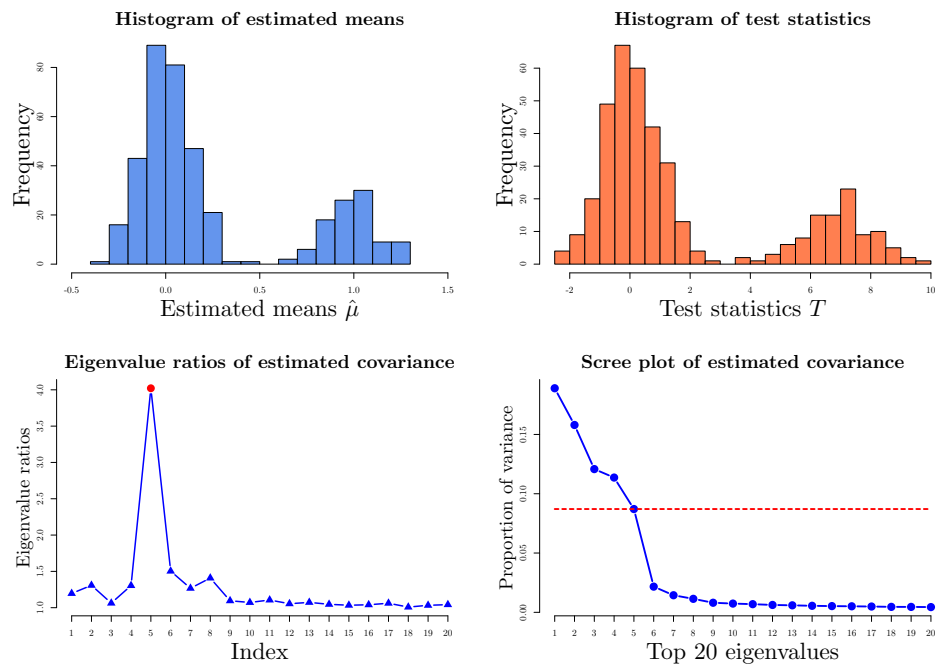 Histogram of estimated means
Frequency
0 20 40 60 80
-0.5 0.0 0.5 1.0 1.5
Estimated means μ̂
Histogram of test statistics
Frequency
0 10 20 30 40 50 60
-2 0 2 4 6 8 10
Test statistics T
Eigenvalue ratios of estimated covariance
Eigenvalue ratios
1.0 1.5 2.0 2.5 3.0 3.5 4.0
1 2 3 4 5 6 7 8 9 10 11 12 13 14 15 16 17 18 19 20
Index
Scree plot of estimated covariance
Proportion of variance
0.00 0.05 0.10 0.15
1 2 3 4 5 6 7 8 9 10 11 12 13 14 15 16 17 18 19 20
Top 20 eigenvalues